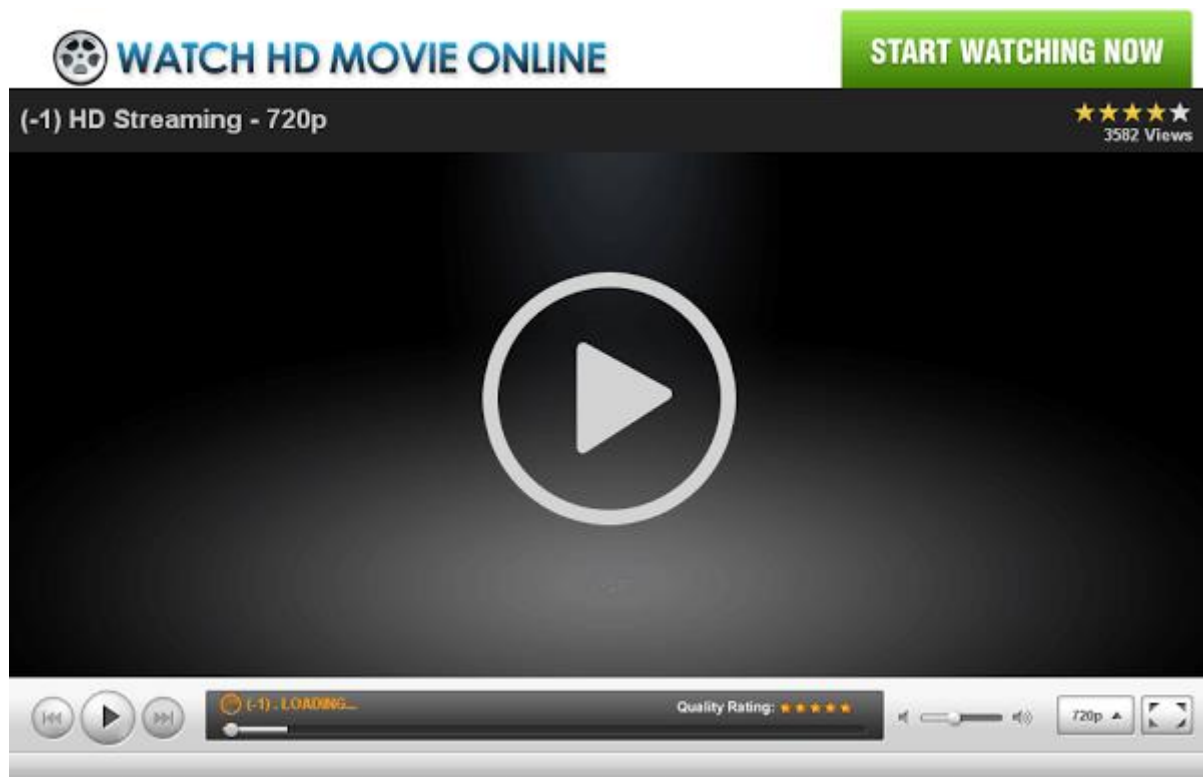 WATCH HD MOVIE ONLINE
START WATCHING NOW
(-1) HD Streaming - 720p
3582 Views
(-1) : LOADING...
Quality Rating:
720p